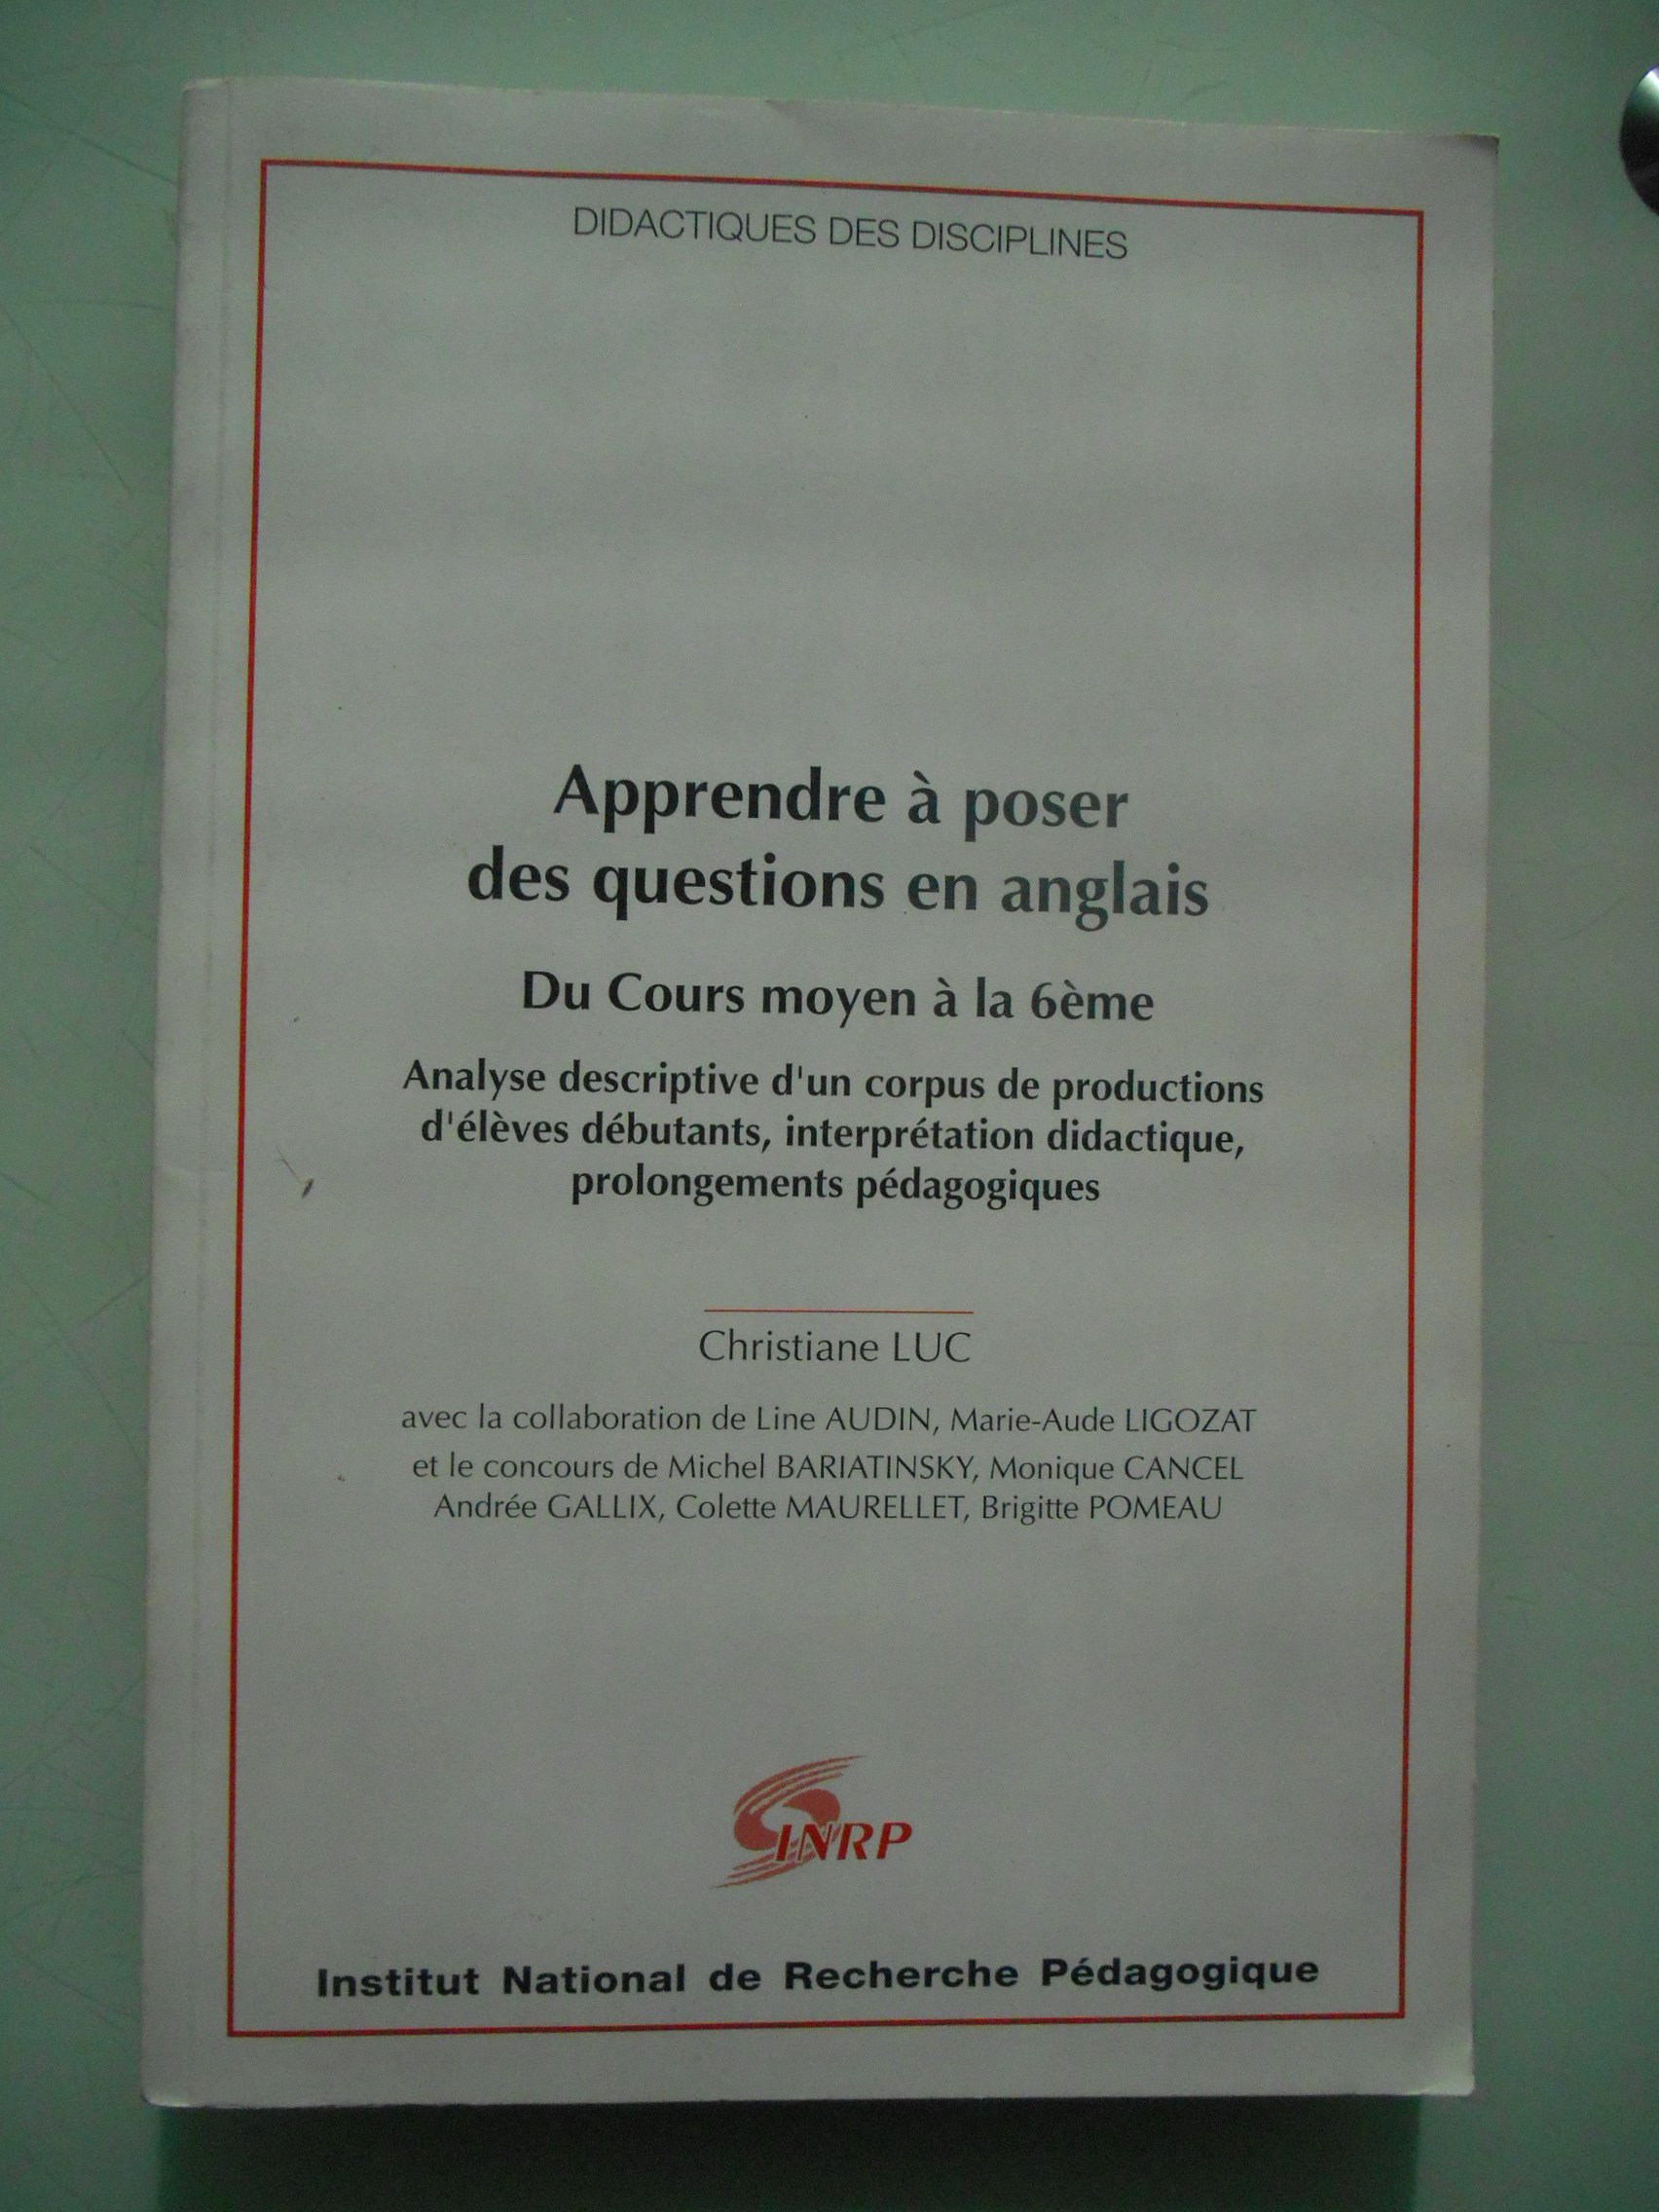 DIDACTIQUES DES DISCIPLINES
Apprendre à poser
des questions en anglais
Du Cours moyen à la 6ème
Analyse descriptive d'un corpus de productions
d'élèves débutants, interprétation didactique,
prolongements pédagogiques
Christiane LUC
avec la collaboration de Line AUDIN, Marie-Aude LIGOZAT
et le concours de Michel BARIATINSKY, Monique CANCEL
Andrée GALLIX, Colette MAURELLET, Brigitte POMEAU
INRP
Institut National de Recherche Pédagogique